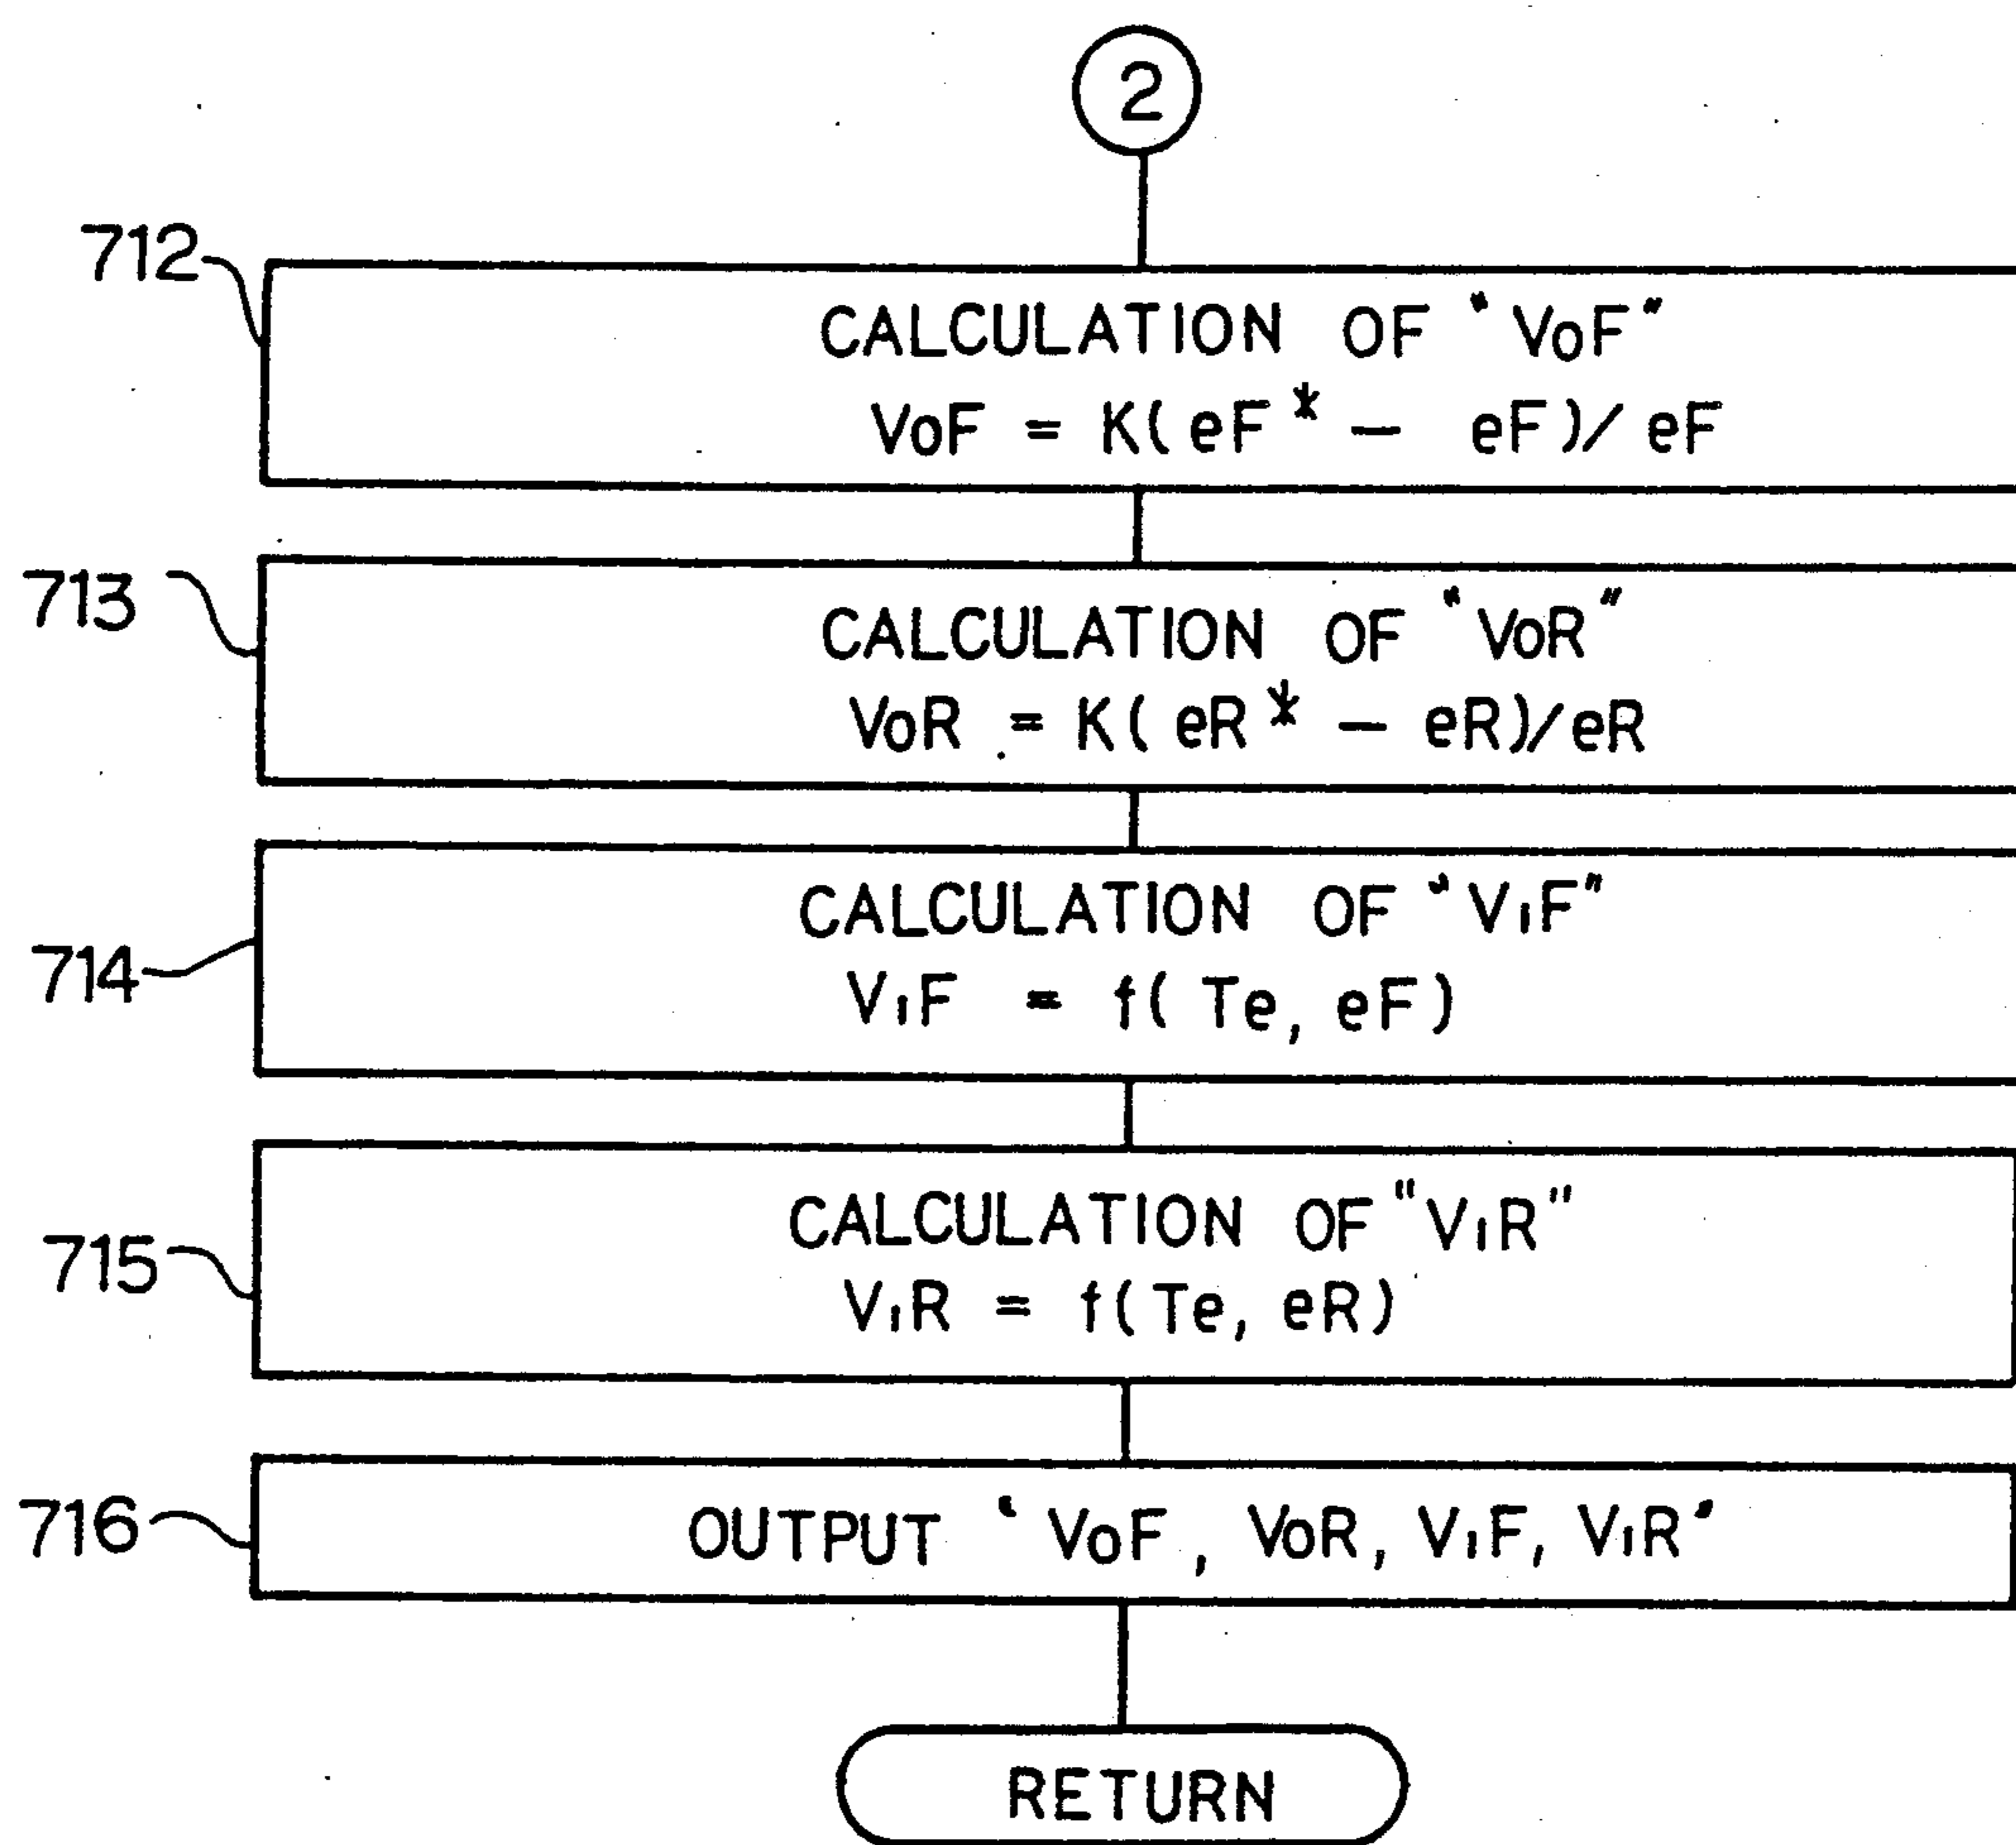 2
712
CALCULATION OF "VoF"
VoF = K(eF* - eF)/eF
713
CALCULATION OF "VoR"
VoR = K(eR* - eR)/eR
714
CALCULATION OF "V1F"
V1F = f(Te, eF)
715
CALCULATION OF "V1R"
V1R = f(Te, eR)
716
OUTPUT "VoF, VoR, V1F, V1R"
RETURN